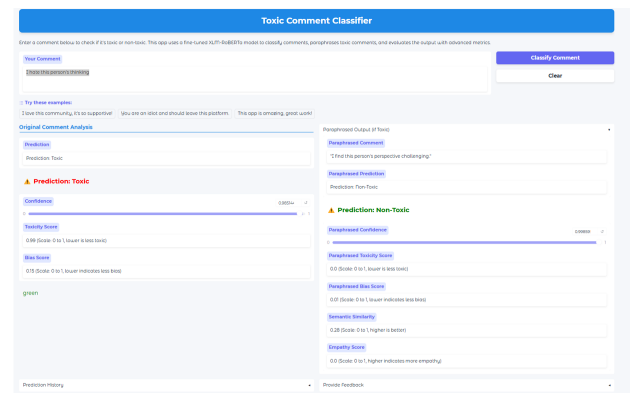 Toxic Comment Classifier
Enter a comment below to check if it's toxic or non-toxic. This app uses a fine-tuned XLM-RoBERTa model to classify comments, paraphrases toxic comments, and evaluates the output with advanced metrics.
Your Comment
I hate this person's thinking
Classify Comment
Clear
Try these examples:
I love this community, it's so supportive!
You are an idiot and should leave this platform.
This app is amazing, great work!
Original Comment Analysis
Prediction
Prediction: Toxic
⚠ Prediction: Toxic
Confidence
0
1
Toxicity Score
0.96 (Scale: 0 to 1, lower is less toxic)
Bias Score
0.15 (Scale: 0 to 1, lower indicates less bias)
green
Prediction History
Paraphrased Output (if Toxic)
Paraphrased Comment
"I find this person's perspective challenging."
Paraphrased Prediction
Prediction: Non-Toxic
⚠ Prediction: Non-Toxic
Paraphrased Confidence
0
1
Paraphrased Toxicity Score
0.0 (Scale: 0 to 1, lower is less toxic)
Paraphrased Bias Score
0.01 (Scale: 0 to 1, lower indicates less bias)
Semantic Similarity
0.28 (Scale: 0 to 1, higher is better)
Empathy Score
0.0 (Scale: 0 to 1, higher indicates more empathy)
Provide Feedback